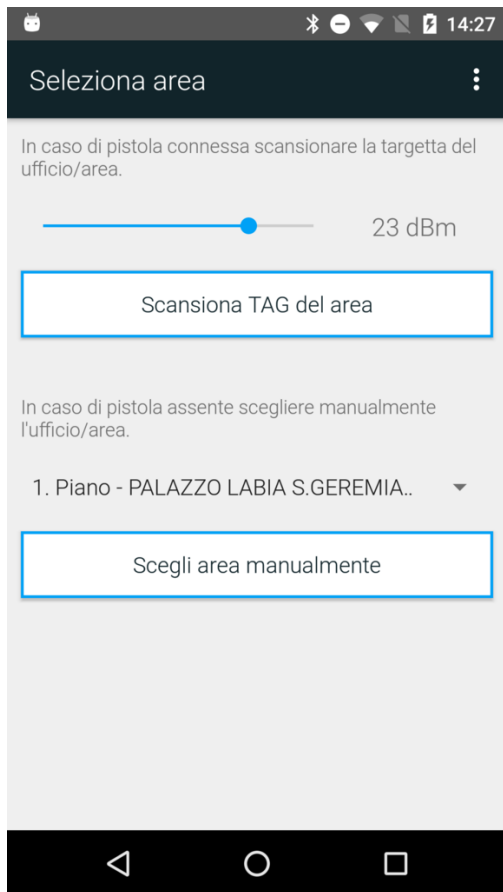 14:27
Seleziona area
In caso di pistola connessa scansionare la targetta del
ufficio/area.
23 dBm
Scansiona TAG del area
In caso di pistola assente scegliere manualmente
l'ufficio/area.
1. Piano - PALAZZO LABIA S.GEREMIA..
Scegli area manualmente